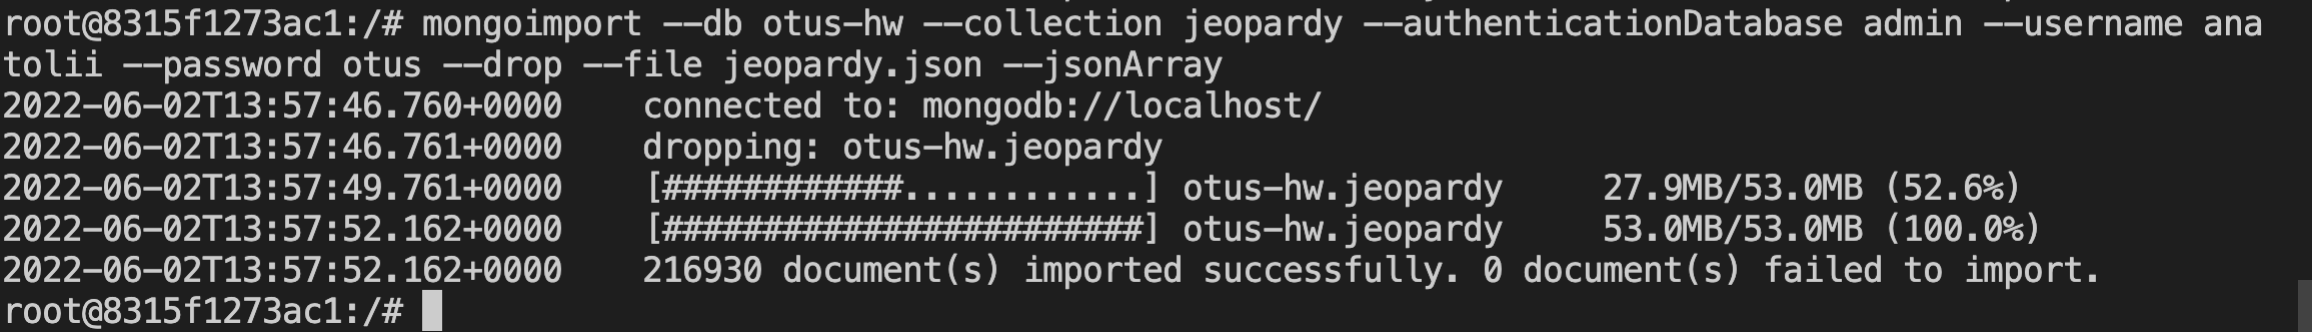 root@8315f1273ac1:/# mongoimport --db otus-hw --collection jeopardy --authenticationDatabase admin --username ana
tolii --password otus --drop --file jeopardy.json --jsonArray
2022-06-02T13:57:46.760+0000    connected to: mongodb://localhost/
2022-06-02T13:57:46.761+0000    dropping: otus-hw.jeopardy
2022-06-02T13:57:49.761+0000    [############............] otus-hw.jeopardy     27.9MB/53.0MB (52.6%)
2022-06-02T13:57:52.162+0000    [########################] otus-hw.jeopardy     53.0MB/53.0MB (100.0%)
2022-06-02T13:57:52.162+0000    216930 document(s) imported successfully. 0 document(s) failed to import.
root@8315f1273ac1:/#